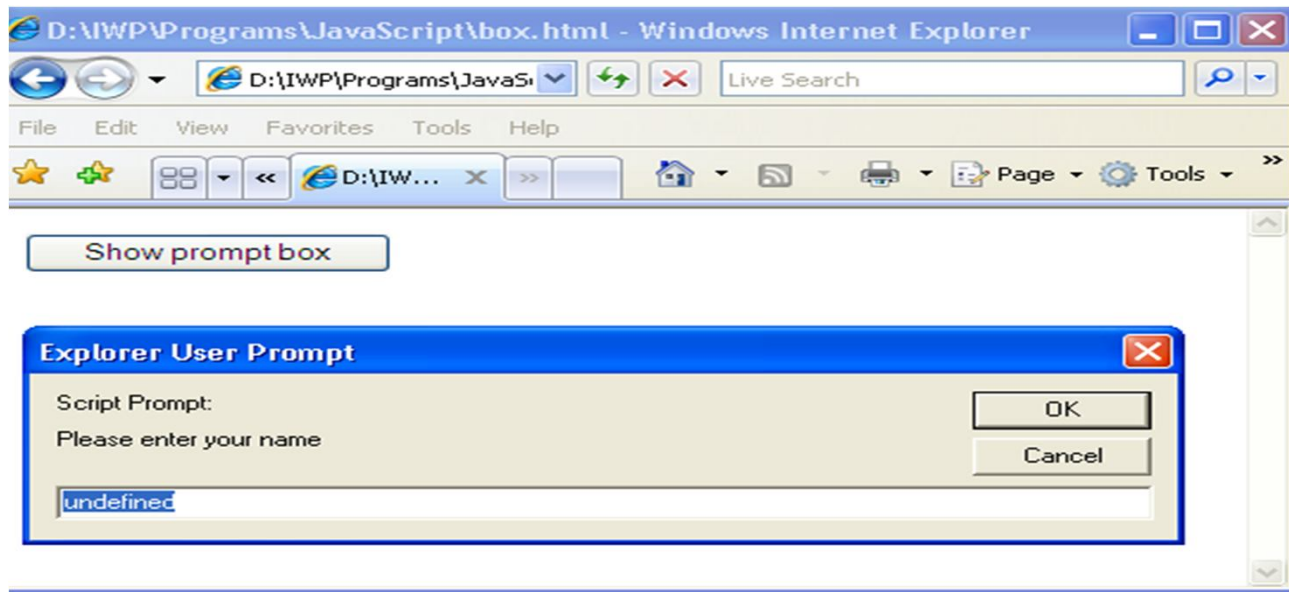 D:\IWP\Programs\JavaScript\box.html - Windows Internet Explorer
D:\IWP\Programs\JavaS Live Search
File Edit View Favorites Tools Help
D:\IW... Page Tools
Show prompt box
Explorer User Prompt
Script Prompt:
OK
Please enter your name
Cancel
undefined